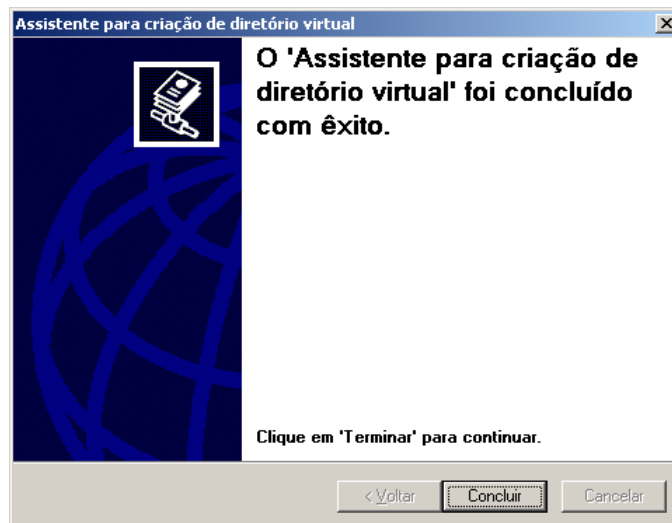 Assistente para criação de diretório virtual
O 'Assistente para criação de
diretório virtual' foi concluído
com êxito.
Clique em 'Terminar' para continuar.
< Voltar
Concluir
Cancelar